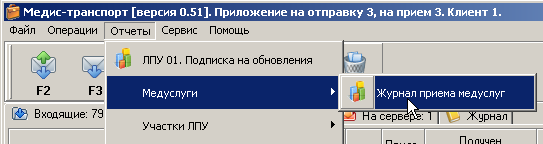 Медис-транспорт [версия 0.51]. Приложение на отправку 3, на прием 3. Клиент 1.
Файл Операции Отчеты Сервис Помощь
ЛПУ 01. Подписка на обновления
F2 F3
Медуслуги Журнал приема медуслуг
Входящие: 79 На сервере: 1 Журнал
Участки ЛПУ
Получен